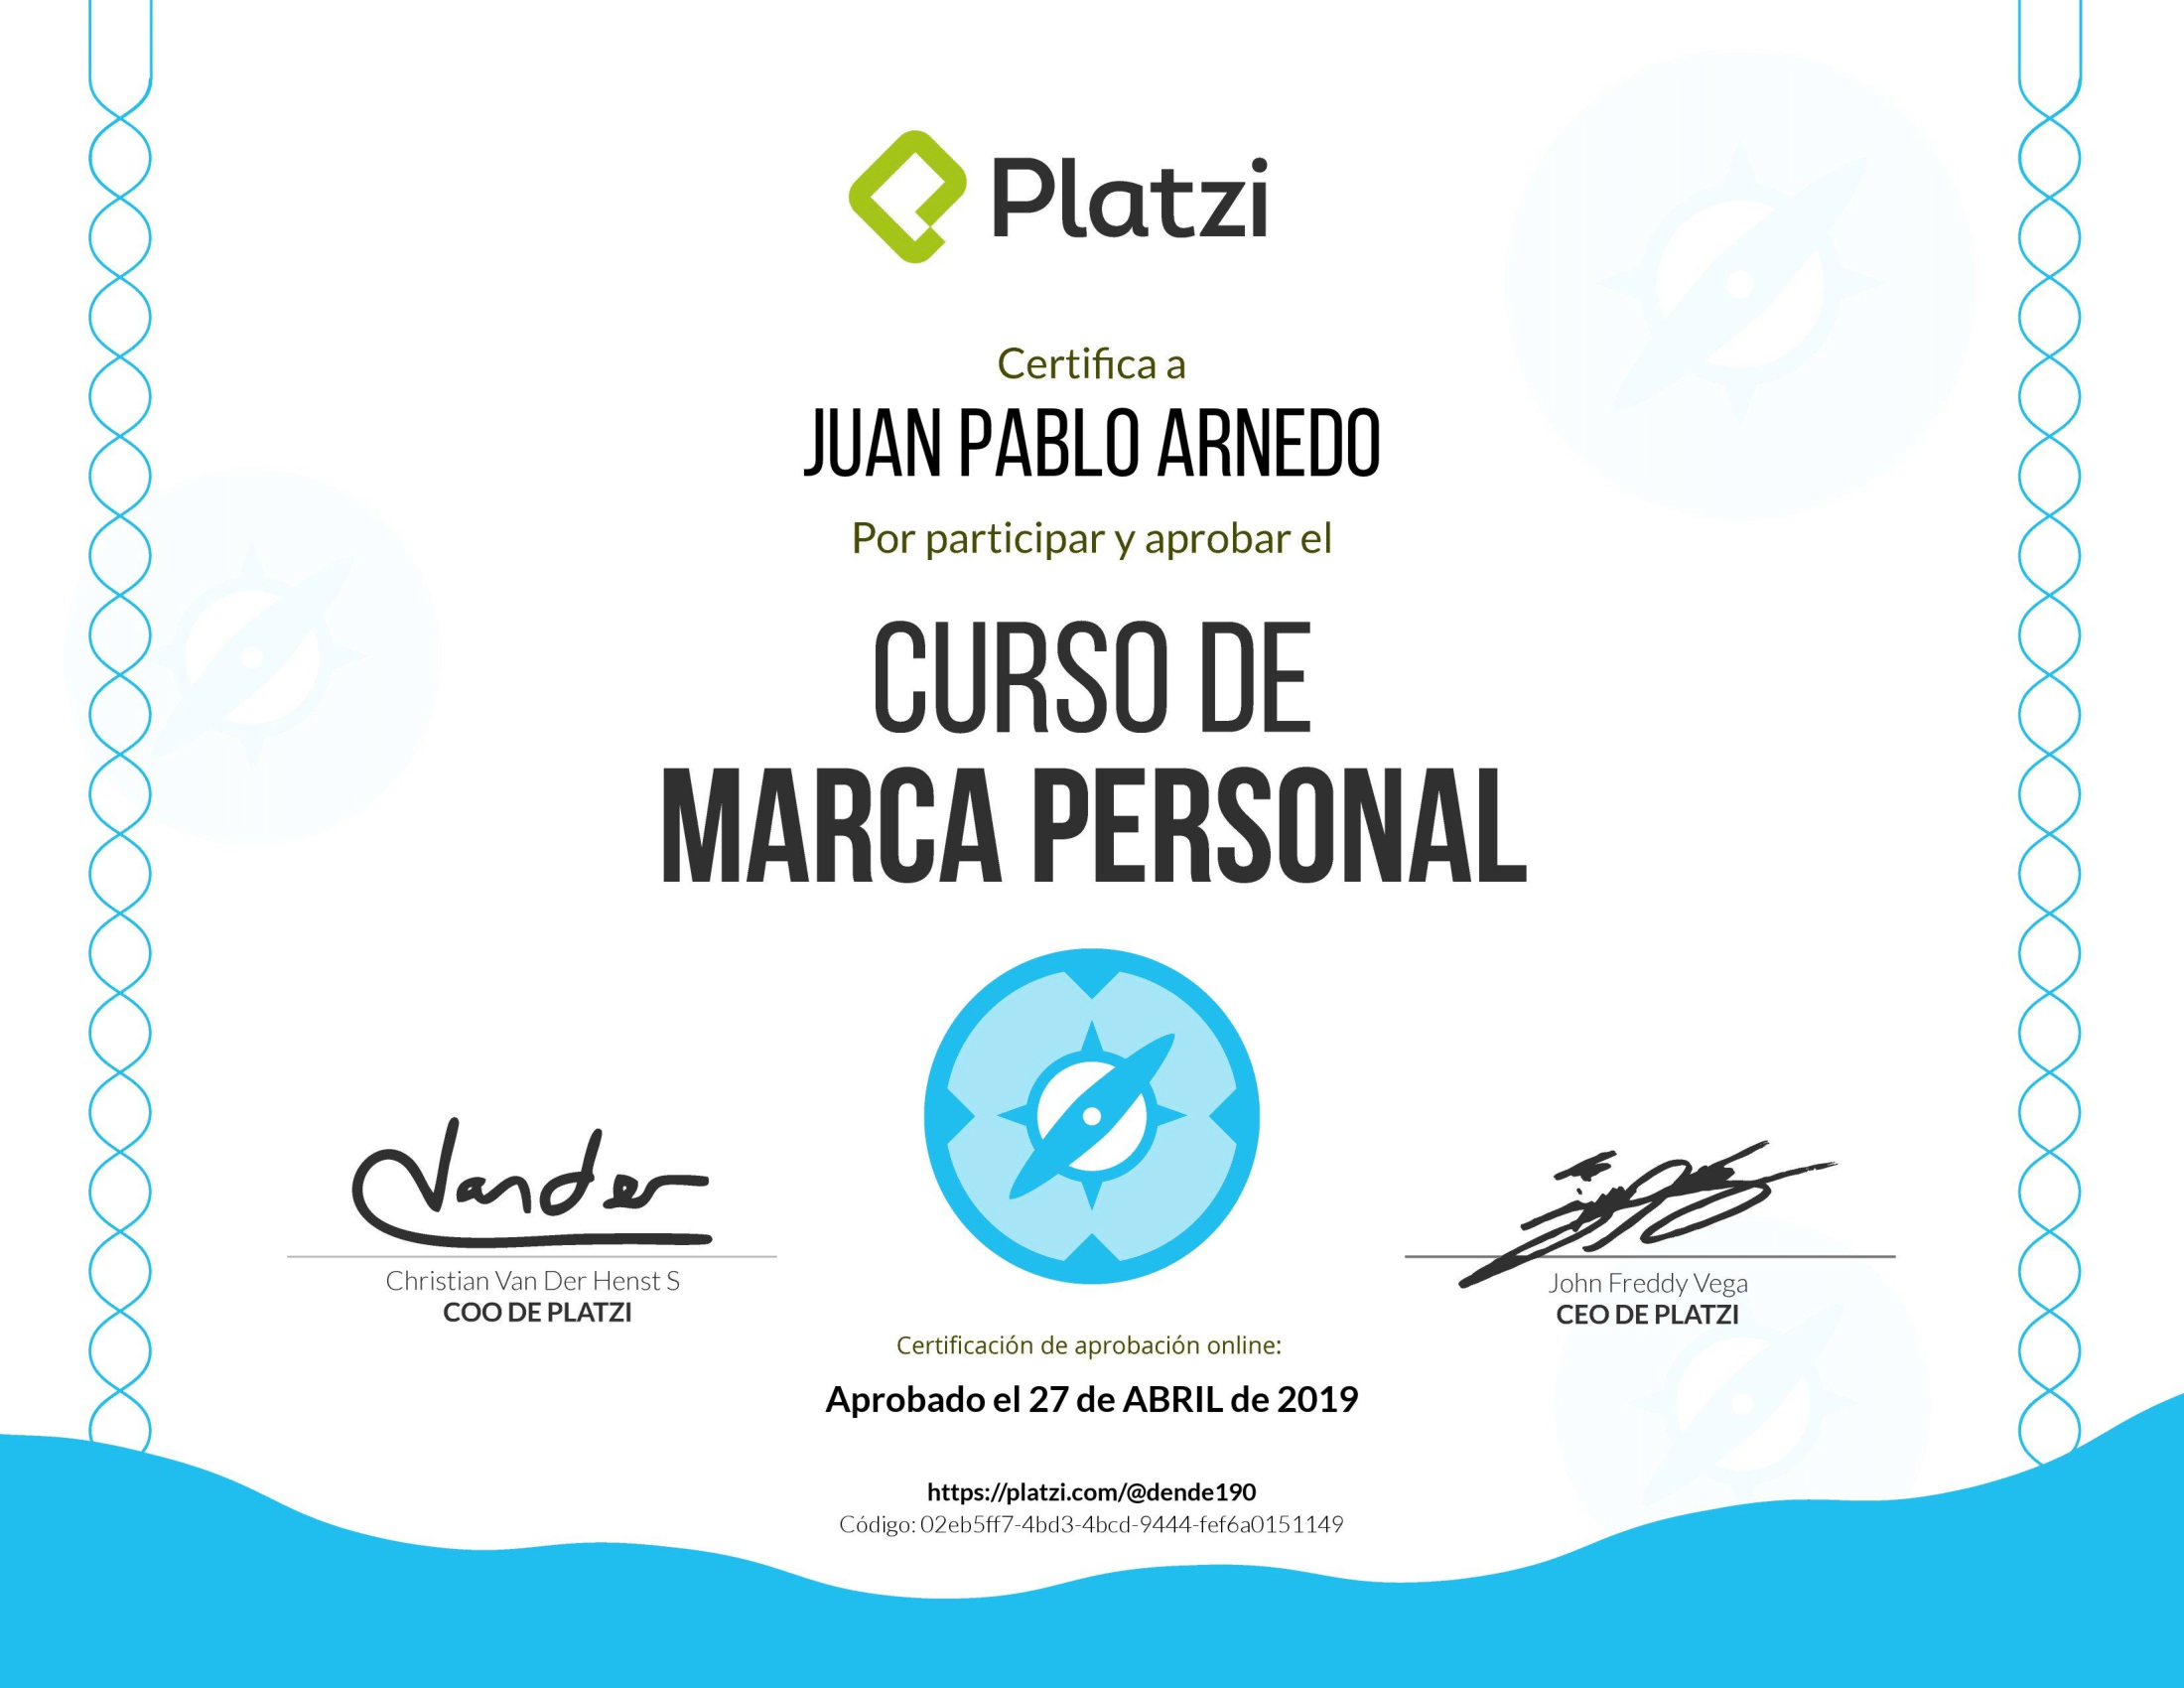 Platzi
Certifica a
JUAN PABLO ARNEDO
Por participar y aprobar el
CURSO DE
MARCA PERSONAL
Vander
Christian Van Der Henst S
COO DE PLATZI
John Freddy Vega
CEO DE PLATZI
Certificación de aprobación online:
Aprobado el 27 de ABRIL de 2019
https://platzi.com/@dende190
Código: 02eb5ff7-4bd3-4bcd-9444-fef6a0151149